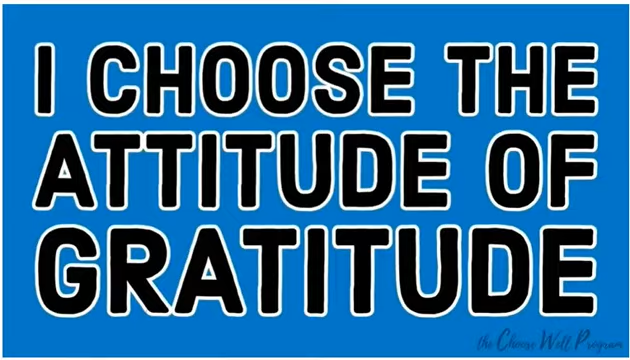 I CHOOSE THE
ATTITUDE OF
GRATITUDE
the Choose Well Program